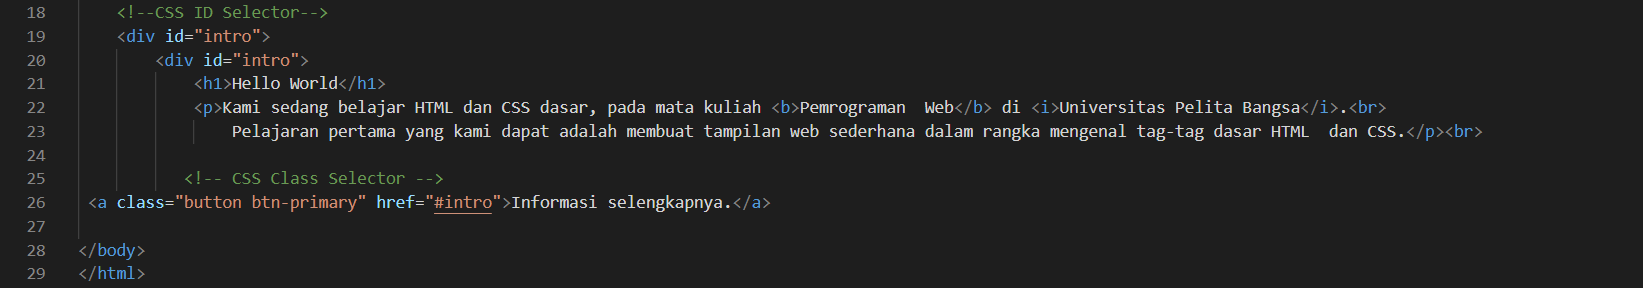 18 <!--CSS ID Selector-->
19 <div id="intro">
20 <div id="intro">
21 <h1>Hello World</h1>
22 <p>Kami sedang belajar HTML dan CSS dasar, pada mata kuliah <b>Pemrograman  Web</b> di <i>Universitas Pelita Bangsa</i>.<br>
23 Pelajaran pertama yang kami dapat adalah membuat tampilan web sederhana dalam rangka mengenal tag-tag dasar HTML  dan CSS.</p><br>
24
25 <!-- CSS Class Selector -->
26 <a class="button btn-primary" href="#intro">Informasi selengkapnya.</a>
27
28 </body>
29 </html>